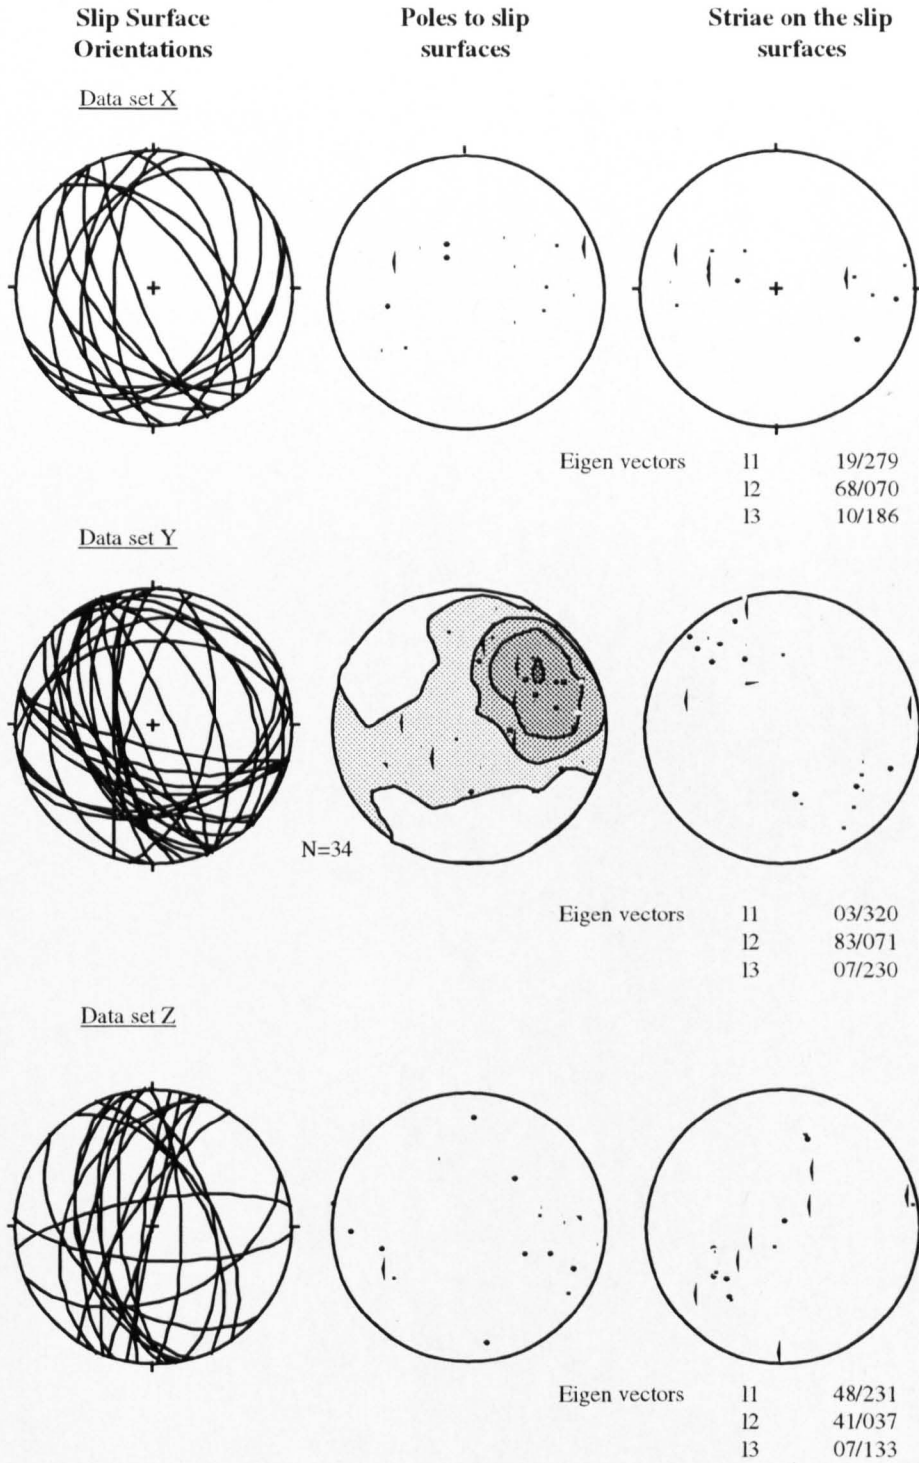 Slip Surface
Orientations
Poles to slip
surfaces
Striae on the slip
surfaces
Data set X
Eigen vectors l1 19/279
l2 68/070
l3 10/186
Data set Y
N=34
Eigen vectors l1 03/320
l2 83/071
l3 07/230
Data set Z
Eigen vectors l1 48/231
l2 41/037
l3 07/133